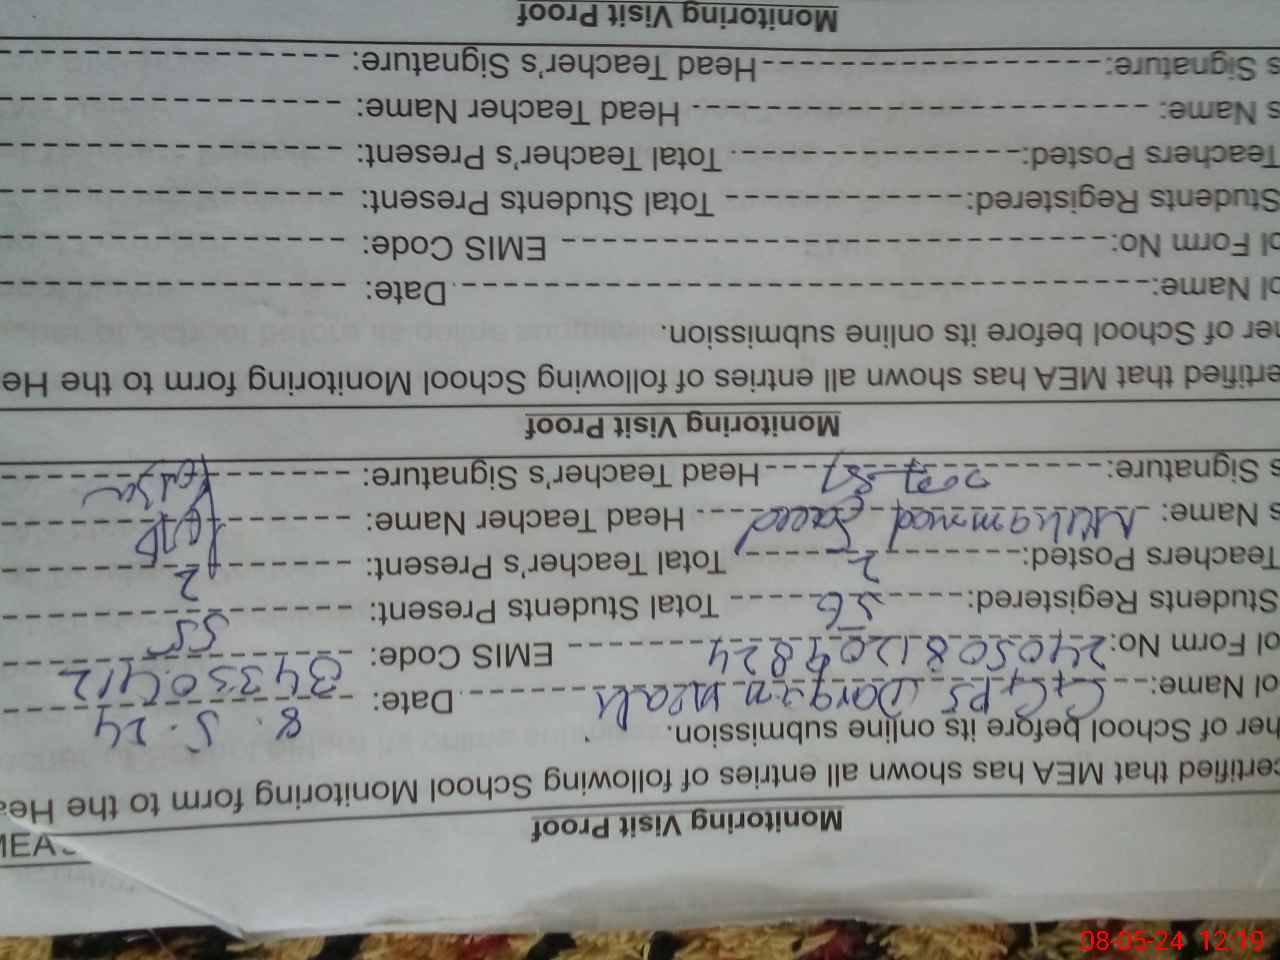 MEA
Monitoring Visit Proof
certified that MEA has shown all entries of following School Monitoring form to the Hea
her of School before its online submission.
ol Name: GGPS Date: 8.5.24
ol Form No: EMIS Code:
Students Registered: 56 Total Students Present: 55
Teachers Posted: 2 Total Teacher's Present: 2
s Name: Muhammad Saeed Head Teacher Name:
s Signature: Head Teacher's Signature:
Monitoring Visit Proof
ertified that MEA has shown all entries of following School Monitoring form to the He
her of School before its online submission.
ol Name: Date:
ol Form No: EMIS Code:
Students Registered: Total Students Present:
Teachers Posted: Total Teacher's Present:
s Name: Head Teacher Name:
s Signature: Head Teacher's Signature:
Monitoring Visit Proof
08-05-24 12:19